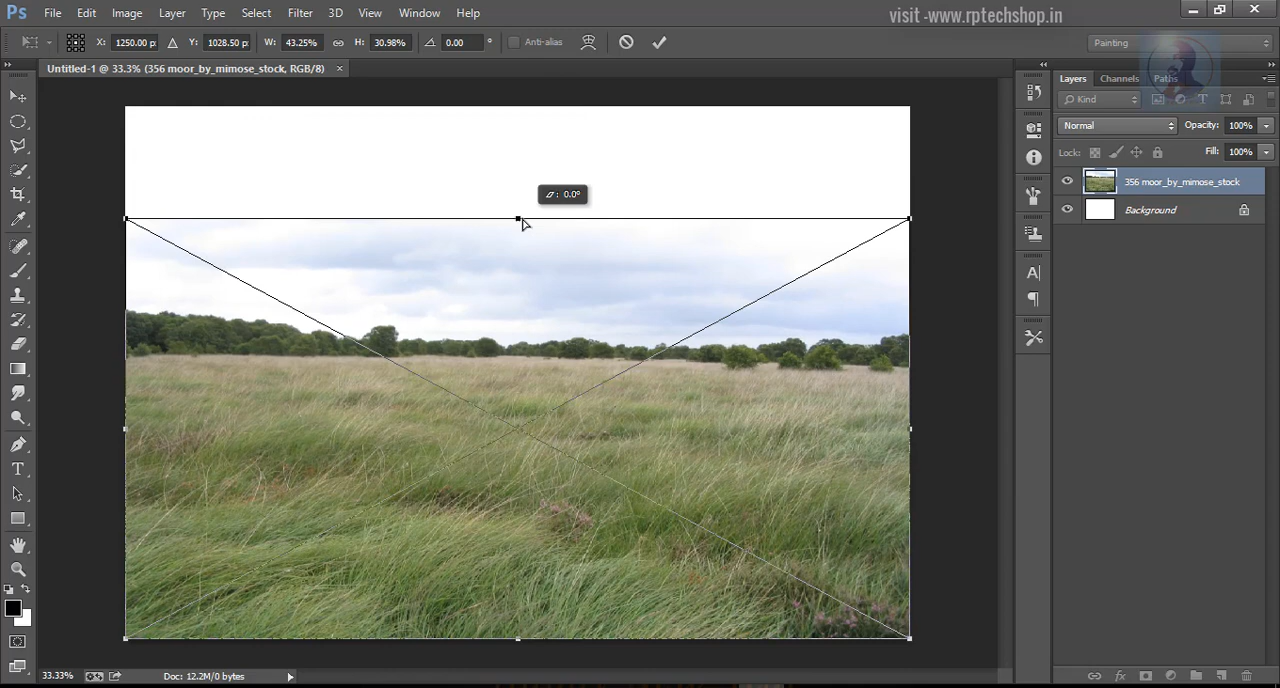 visit -www.rptechshop.in
Ps File Edit Image Layer Type Select Filter 3D View Window Help
X: 1250.00 p: Y: 1028.50 p: W: 43.25% H: 30.98% 0.00 ° Anti-alias Painting
Untitled-1 @ 33.3% (356 moor_by_mimose_stock, RGB/8) ×
Layers Channels Paths
Kind
Normal Opacity: 100%
Lock: Fill: 100%
356 moor_by_mimose_stock
Background
: 0.0°
33.33% Doc: 12.2M/0 bytes